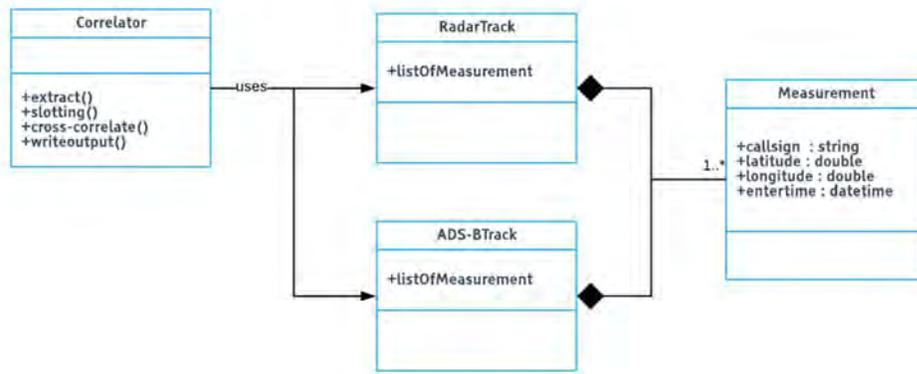 Correlator
+extract()
+slotting()
+cross-correlate()
+writeoutput()
uses
RadarTrack
+listOfMeasurement
ADS-BTrack
+listOfMeasurement
1..*
Measurement
+callsign : string
+latitude : double
+longitude : double
+entertime : datetime